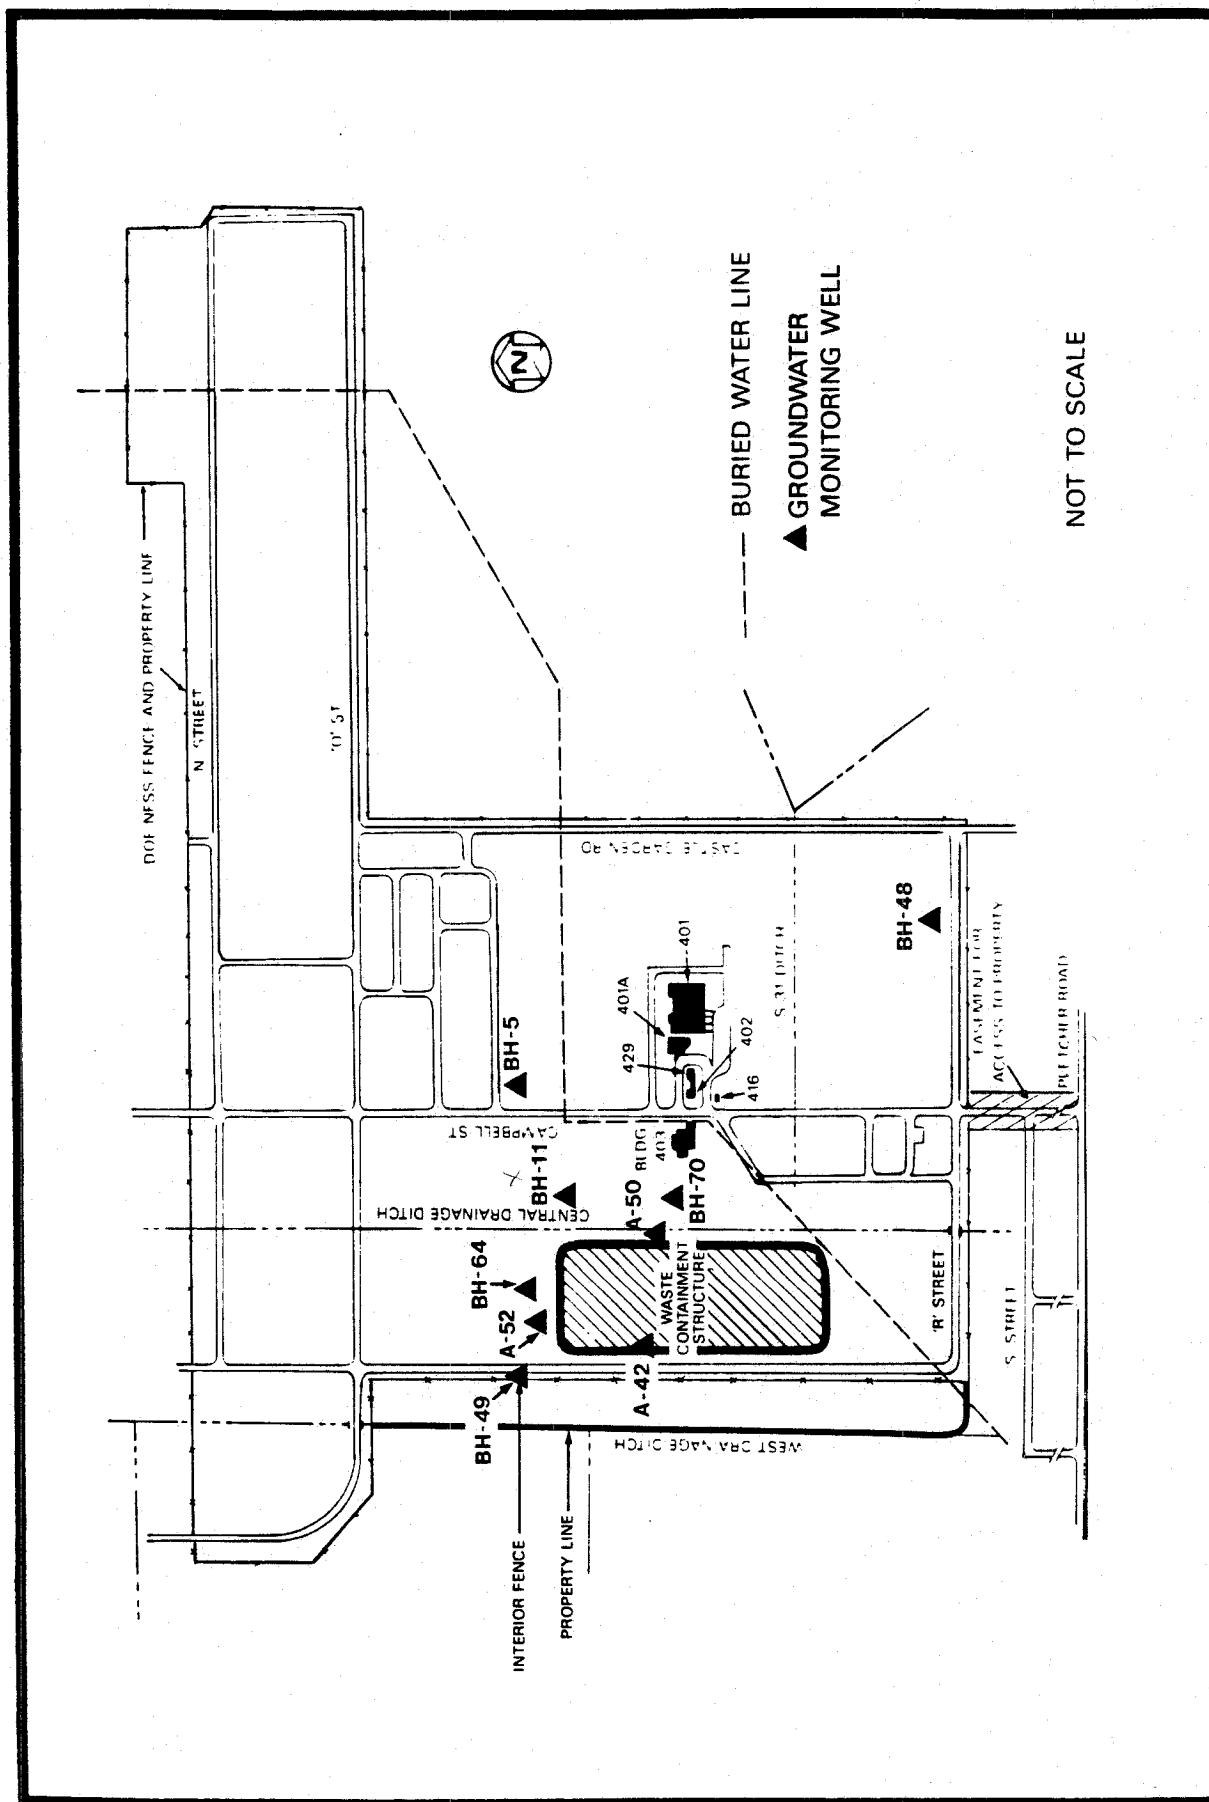 DOE NFSS FENCE AND PROPERTY LINE
N STREET
'O' ST
N
BURIED WATER LINE
GROUNDWATER
MONITORING WELL
NOT TO SCALE
CASTLE GARDEN RD
BH-48
EASEMENT FOR
ACCESS TO PROPERTY
PLETCHER ROAD
S 31 DITCH
401
401A
402
429
416
BH-5
CAMPBELL ST
BLDG
403
BH-11
CENTRAL DRAINAGE DITCH
A-50
BH-70
BH-64
A-52
WASTE
CONTAINMENT
STRUCTURE
A-42
BH-49
'R' STREET
S STREET
WEST DRAINAGE DITCH
INTERIOR FENCE
PROPERTY LINE